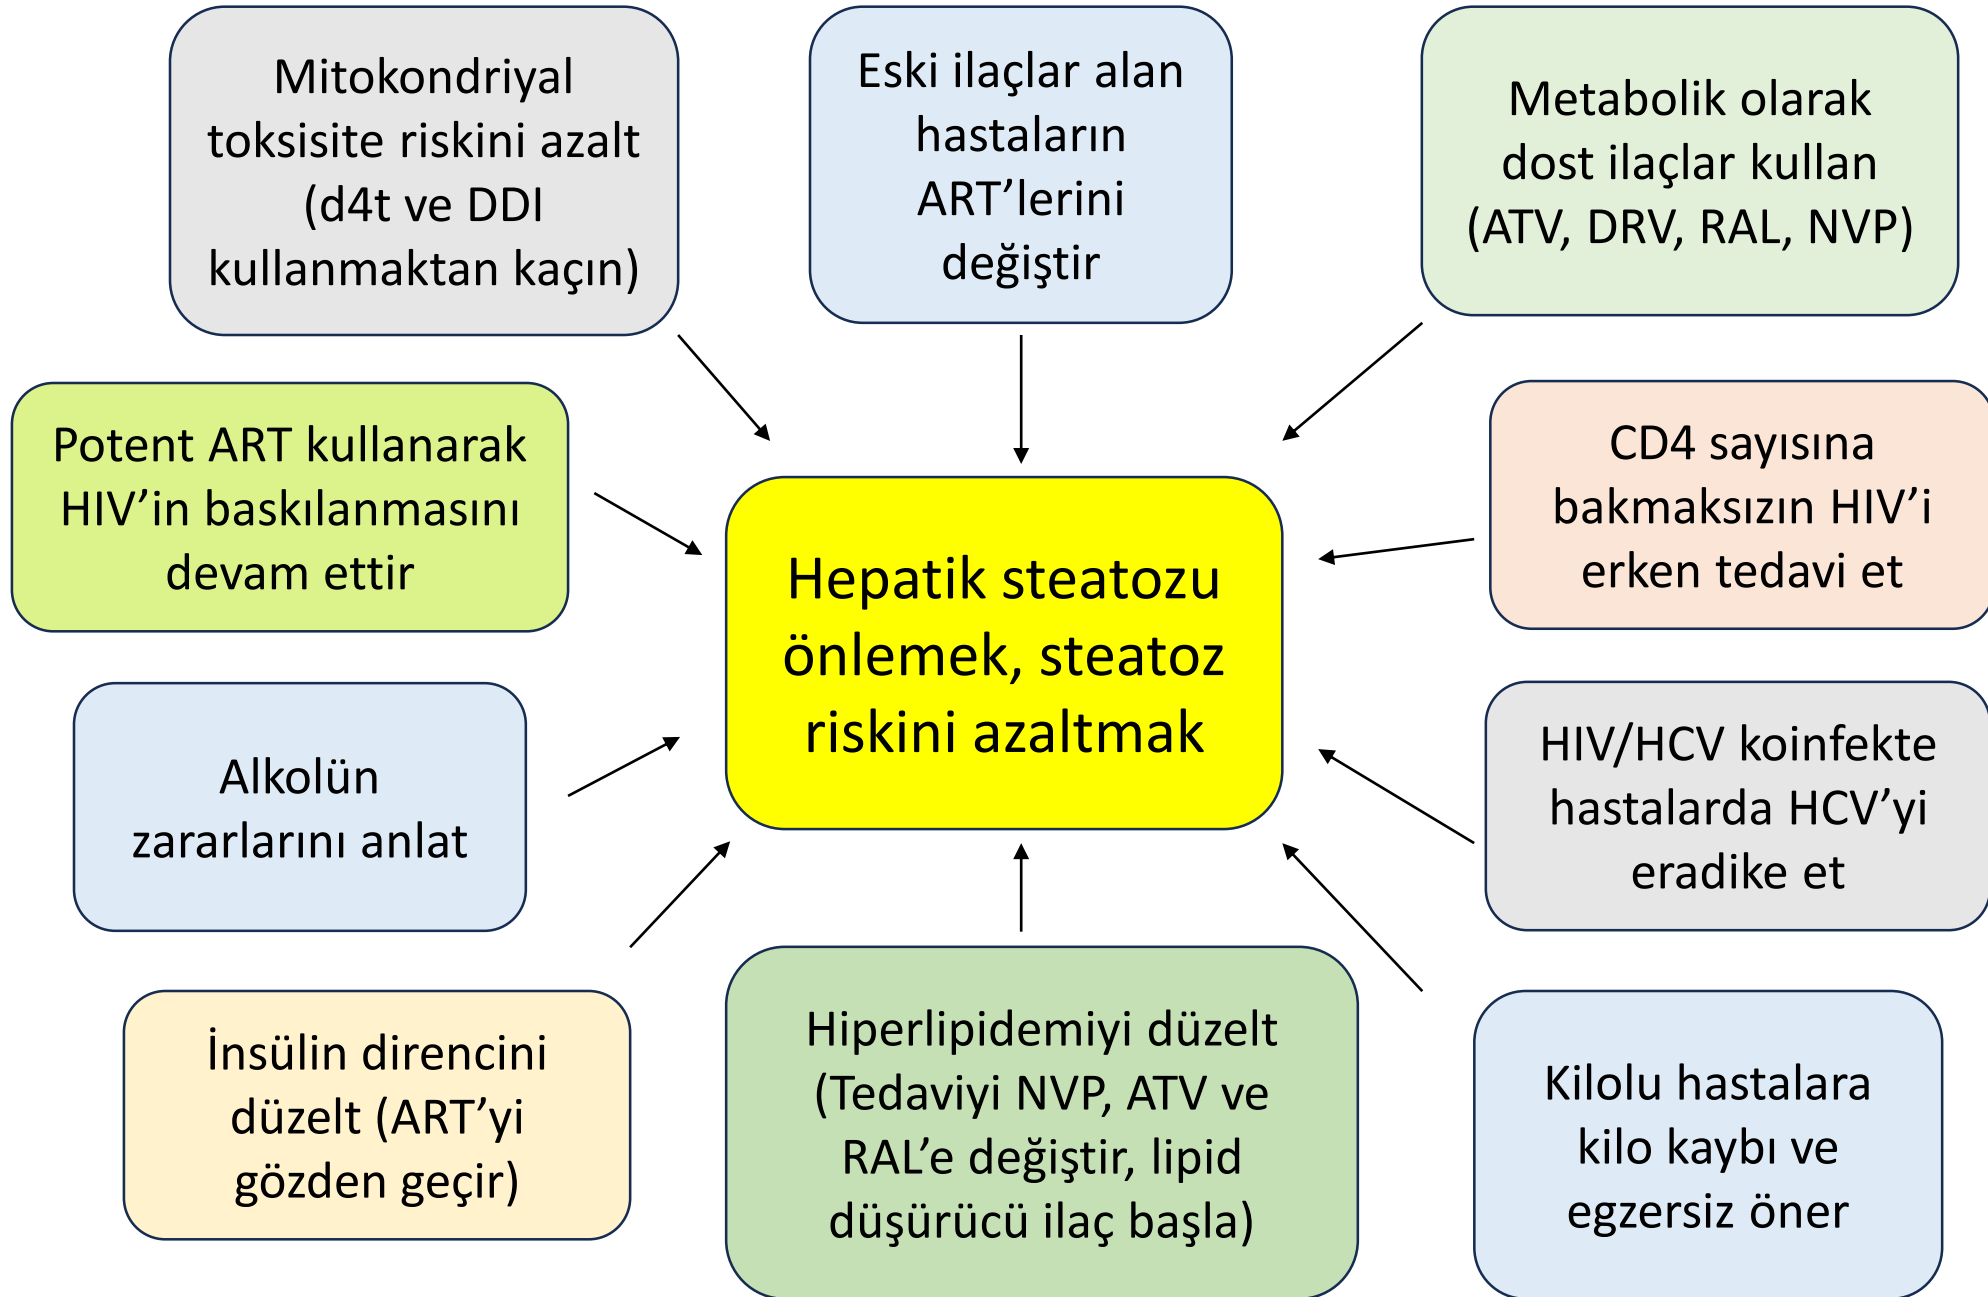 Mitokondriyal
toksisite riskini azalt
(d4t ve DDI
kullanmaktan kaçın)
Eski ilaçlar alan
hastaların
ART’lerini
değiştir
Metabolik olarak
dost ilaçlar kullan
(ATV, DRV, RAL, NVP)
Potent ART kullanarak
HIV’in baskılanmasını
devam ettir
CD4 sayısına
bakmaksızın HIV’i
erken tedavi et
Hepatik steatozu
önlemek, steatoz
riskini azaltmak
Alkolün
zararlarını anlat
HIV/HCV koinfekte
hastalarda HCV’yi
eradike et
İnsülin direncini
düzelt (ART’yi
gözden geçir)
Hiperlipidemiyi düzelt
(Tedaviyi NVP, ATV ve
RAL’e değiştir, lipid
düşürücü ilaç başla)
Kilolu hastalara
kilo kaybı ve
egzersiz öner